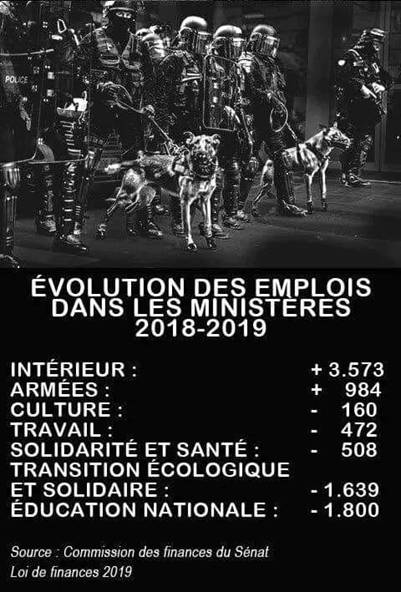 POLICE
ÉVOLUTION DES EMPLOIS
DANS LES MINISTÈRES
2018-2019
INTÉRIEUR : + 3.573
ARMÉES : + 984
CULTURE : - 160
TRAVAIL : - 472
SOLIDARITÉ ET SANTÉ : - 508
TRANSITION ÉCOLOGIQUE
ET SOLIDAIRE : - 1.639
ÉDUCATION NATIONALE : - 1.800
Source : Commission des finances du Sénat
Loi de finances 2019